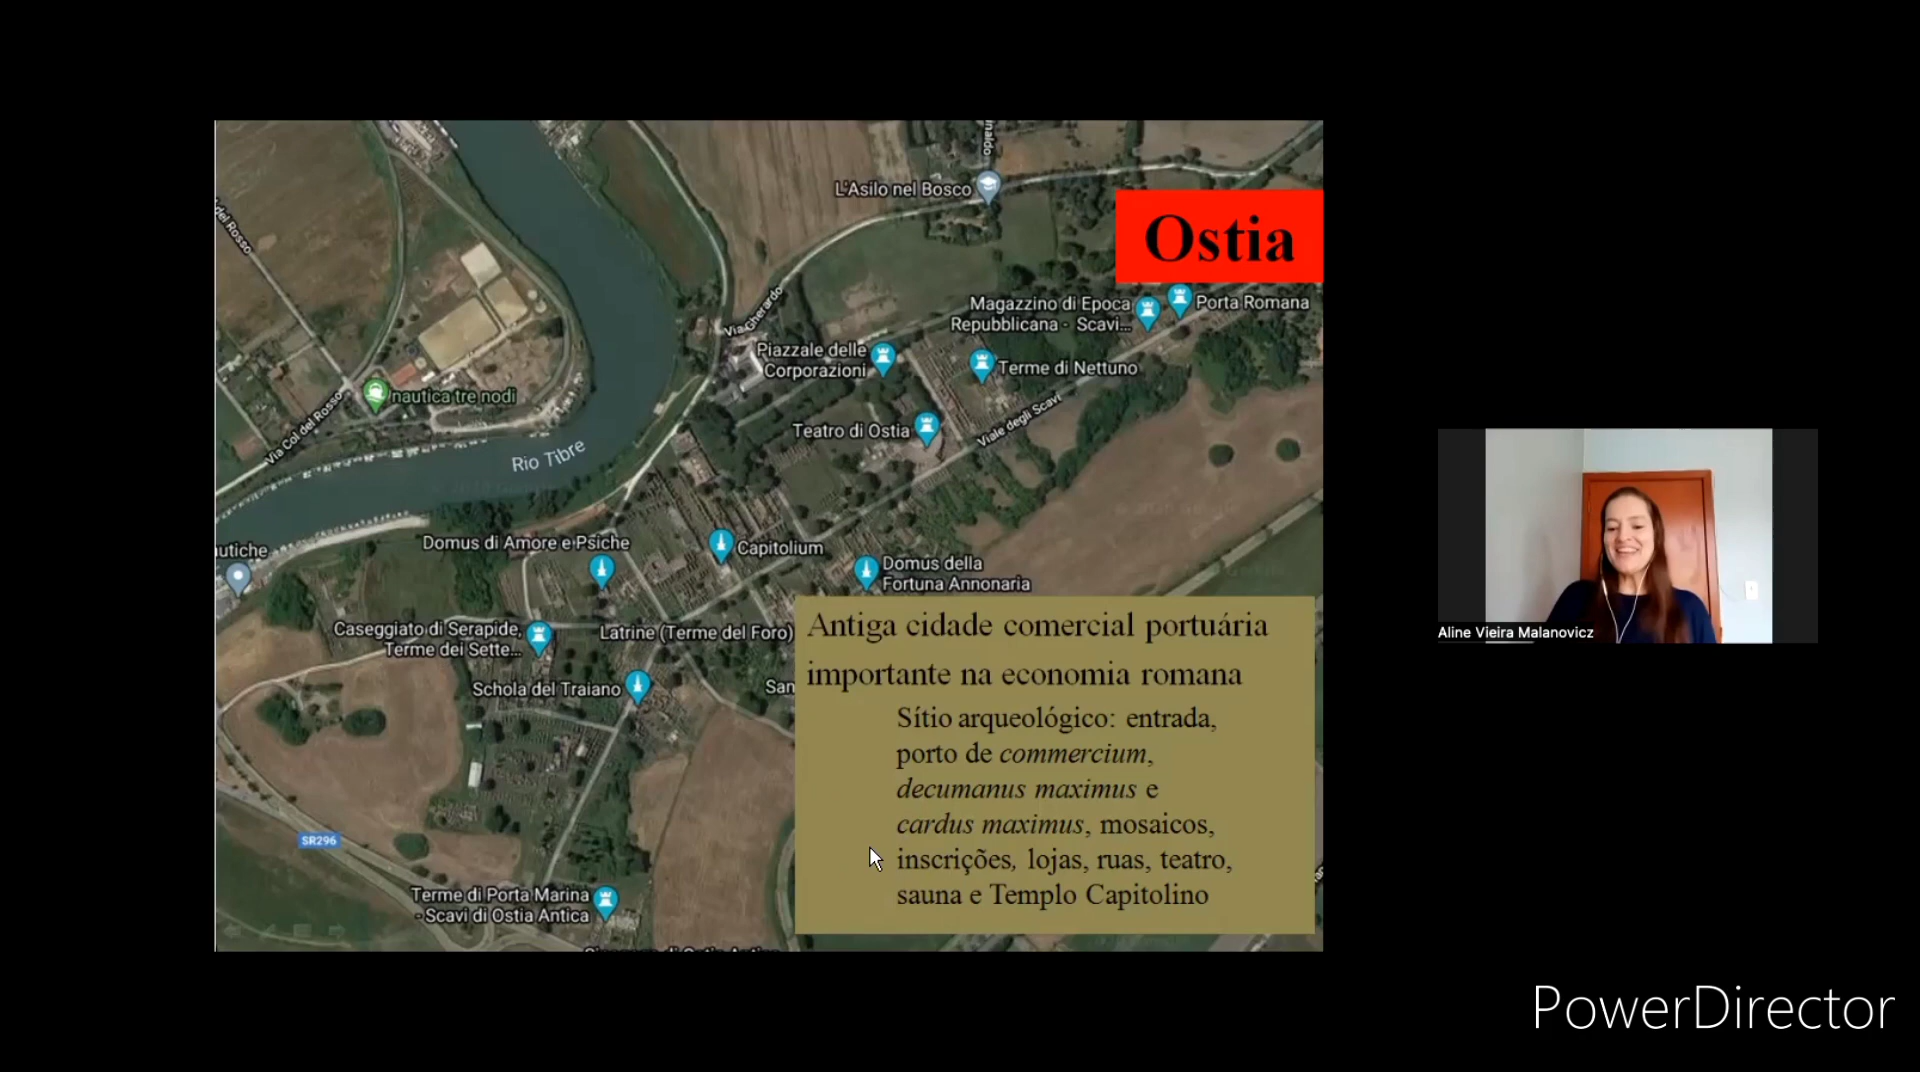 L'Asilo nel Bosco
Ostia
Magazzino di Epoca
Repubblicana - Scavi...
Porta Romana
Via Gherardo
Piazzale delle
Corporazioni
Terme di Nettuno
nautica tre nodi
Via Col del Rosso
del Rosso
Teatro di Ostia
Viale degli Scavi
Rio Tibre
Domus di Amore e Psiche
Capitolium
Domus della
Fortuna Annonaria
Caseggiato di Serapide,
Terme dei Sette...
Latrine (Terme del Foro)
Schola del Traiano
San
Antiga cidade comercial portuária
importante na economia romana
Sítio arqueológico: entrada,
porto de commercium,
decumanus maximus e
cardus maximus, mosaicos,
inscrições, lojas, ruas, teatro,
sauna e Templo Capitolino
SR296
Terme di Porta Marina
- Scavi di Ostia Antica
Aline Vieira Malanovicz
PowerDirector